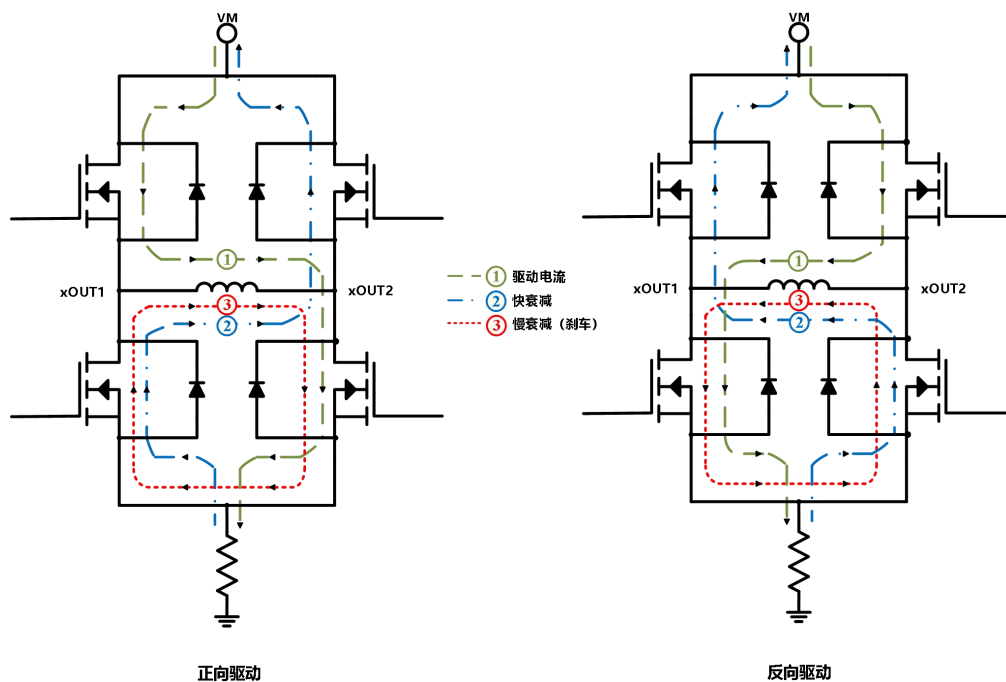 VM
VM
1
1
xOUT1
xOUT2
3
2
1 驱动电流
2 快衰减
3 慢衰减（刹车）
xOUT1
xOUT2
3
2
正向驱动
反向驱动